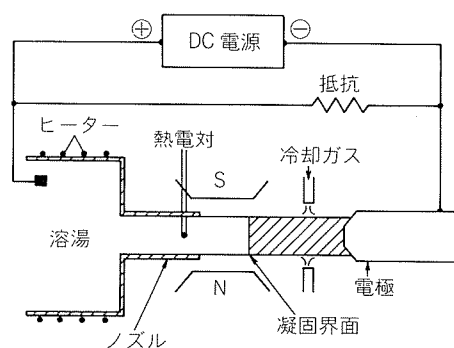 ⊕ DC電源 ⊖
抵抗
ヒーター
熱電対
冷却ガス
S
溶湯
N
電極
ノズル
凝固界面